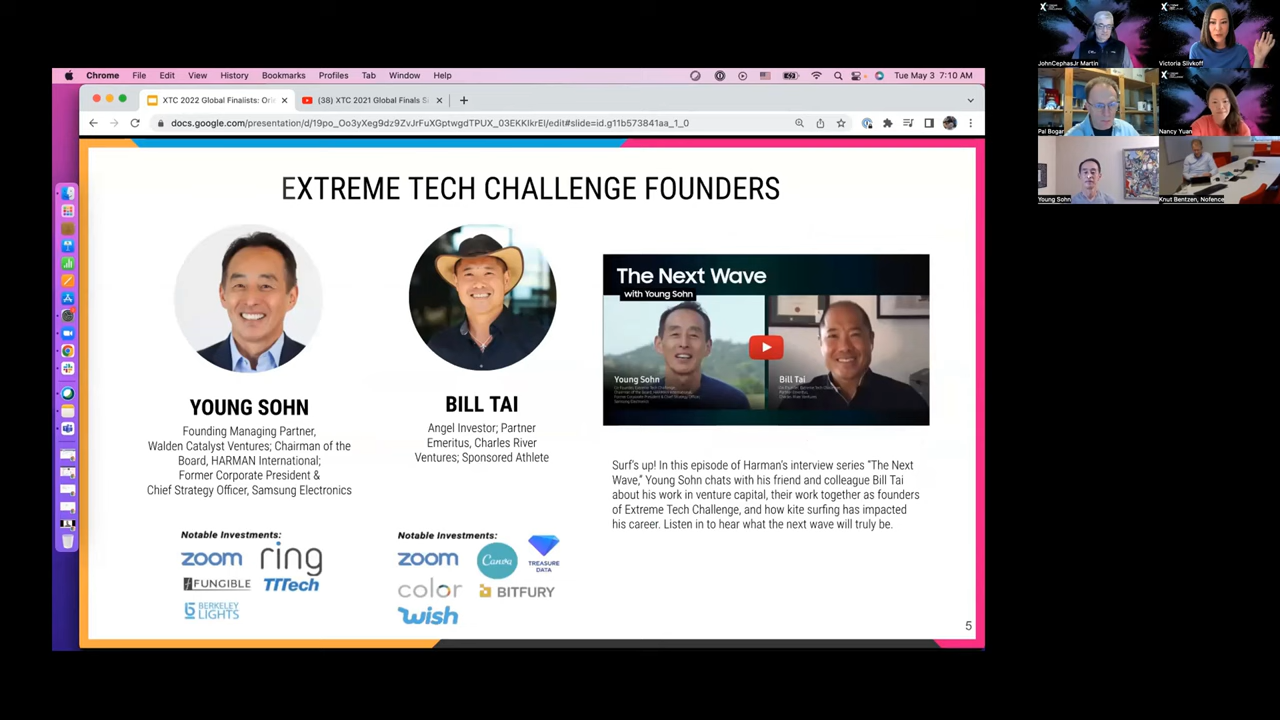 Chrome File Edit View History Bookmarks Profiles Tab Window Help
Tue May 3 7:10 AM
XTC 2022 Global Finalists: Orie
(38) XTC 2021 Global Finals S
docs.google.com/presentation/d/19po_Oo3yXeg9dz9ZvJrFuXGptwgdTPUX_03EKKIkrEI/edit#slide=id.g11b573841aa_1_0
EXTREME TECH CHALLENGE FOUNDERS
YOUNG SOHN
Founding Managing Partner,
Walden Catalyst Ventures; Chairman of the
Board, HARMAN International;
Former Corporate President &
Chief Strategy Officer, Samsung Electronics
Notable Investments:
zoom
ring
FUNGIBLE
TTTech
BERKELEY
LIGHTS
BILL TAI
Angel Investor; Partner
Emeritus, Charles River
Ventures; Sponsored Athlete
Notable Investments:
zoom
Canva
TREASURE
DATA
color
BITFURY
wish
The Next Wave
with Young Sohn
Young Sohn
Bill Tai
Surf's up! In this episode of Harman's interview series “The Next
Wave,” Young Sohn chats with his friend and colleague Bill Tai
about his work in venture capital, their work together as founders
of Extreme Tech Challenge, and how kite surfing has impacted
his career. Listen in to hear what the next wave will truly be.
5
JohnCephasJr Martin
Victoria Slivkoff
Pal Bogar
Nancy Yuan
Young Sohn
Knut Bentzen, Nofence